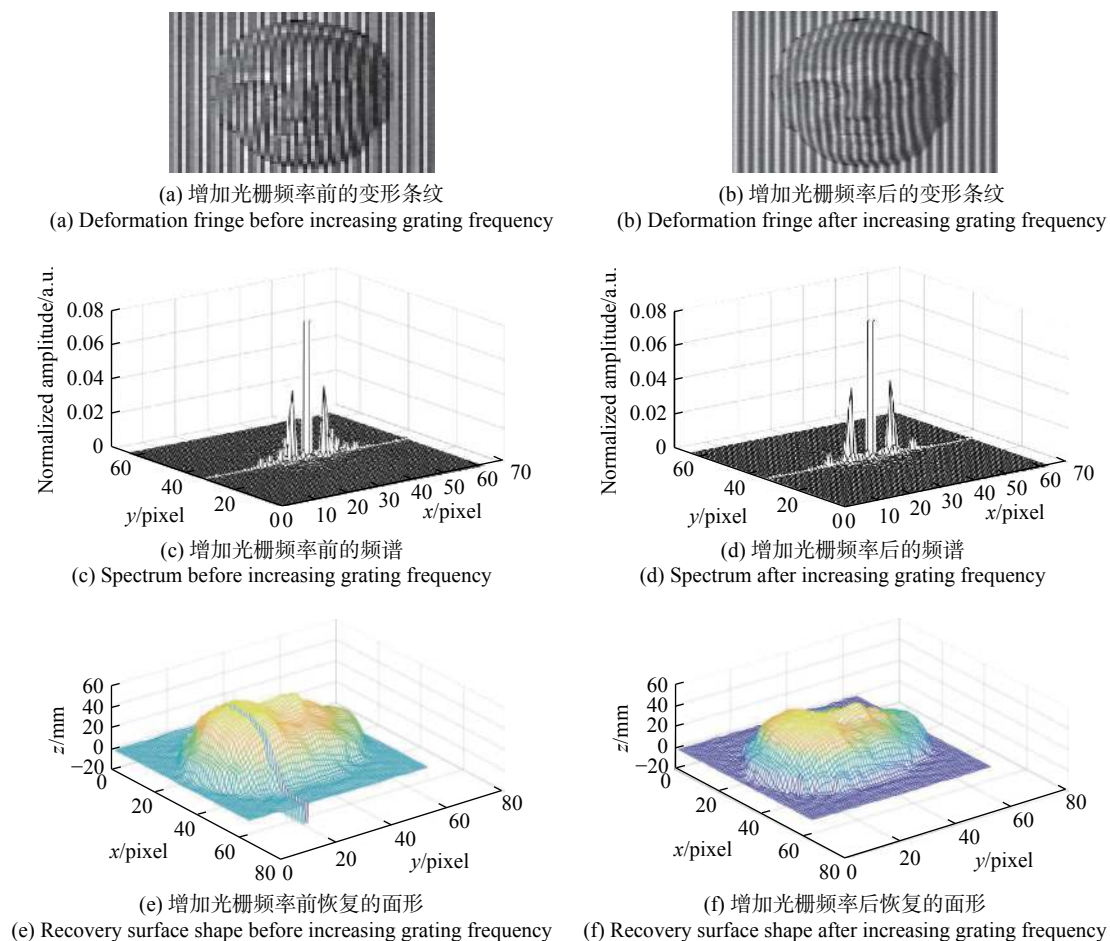 (a) 增加光栅频率前的变形条纹
(a) Deformation fringe before increasing grating frequency
(b) 增加光栅频率后的变形条纹
(b) Deformation fringe after increasing grating frequency
Normalized amplitude/a.u.
0.08
0.06
0.04
0.02
0
60
40
20
0
y/pixel
0 10 20 30 40 50 60 70
x/pixel
(c) 增加光栅频率前的频谱
(c) Spectrum before increasing grating frequency
Normalized amplitude/a.u.
0.08
0.06
0.04
0.02
0
60
40
20
0
y/pixel
0 10 20 30 40 50 60 70
x/pixel
(d) 增加光栅频率后的频谱
(d) Spectrum after increasing grating frequency
z/mm
60
40
20
0
−20
0
20
40
60
80
x/pixel
0 20 40 60 80
y/pixel
(e) 增加光栅频率前恢复的面形
(e) Recovery surface shape before increasing grating frequency
z/mm
60
40
20
0
−20
0
20
40
60
80
x/pixel
0 20 40 60 80
y/pixel
(f) 增加光栅频率后恢复的面形
(f) Recovery surface shape after increasing grating frequency